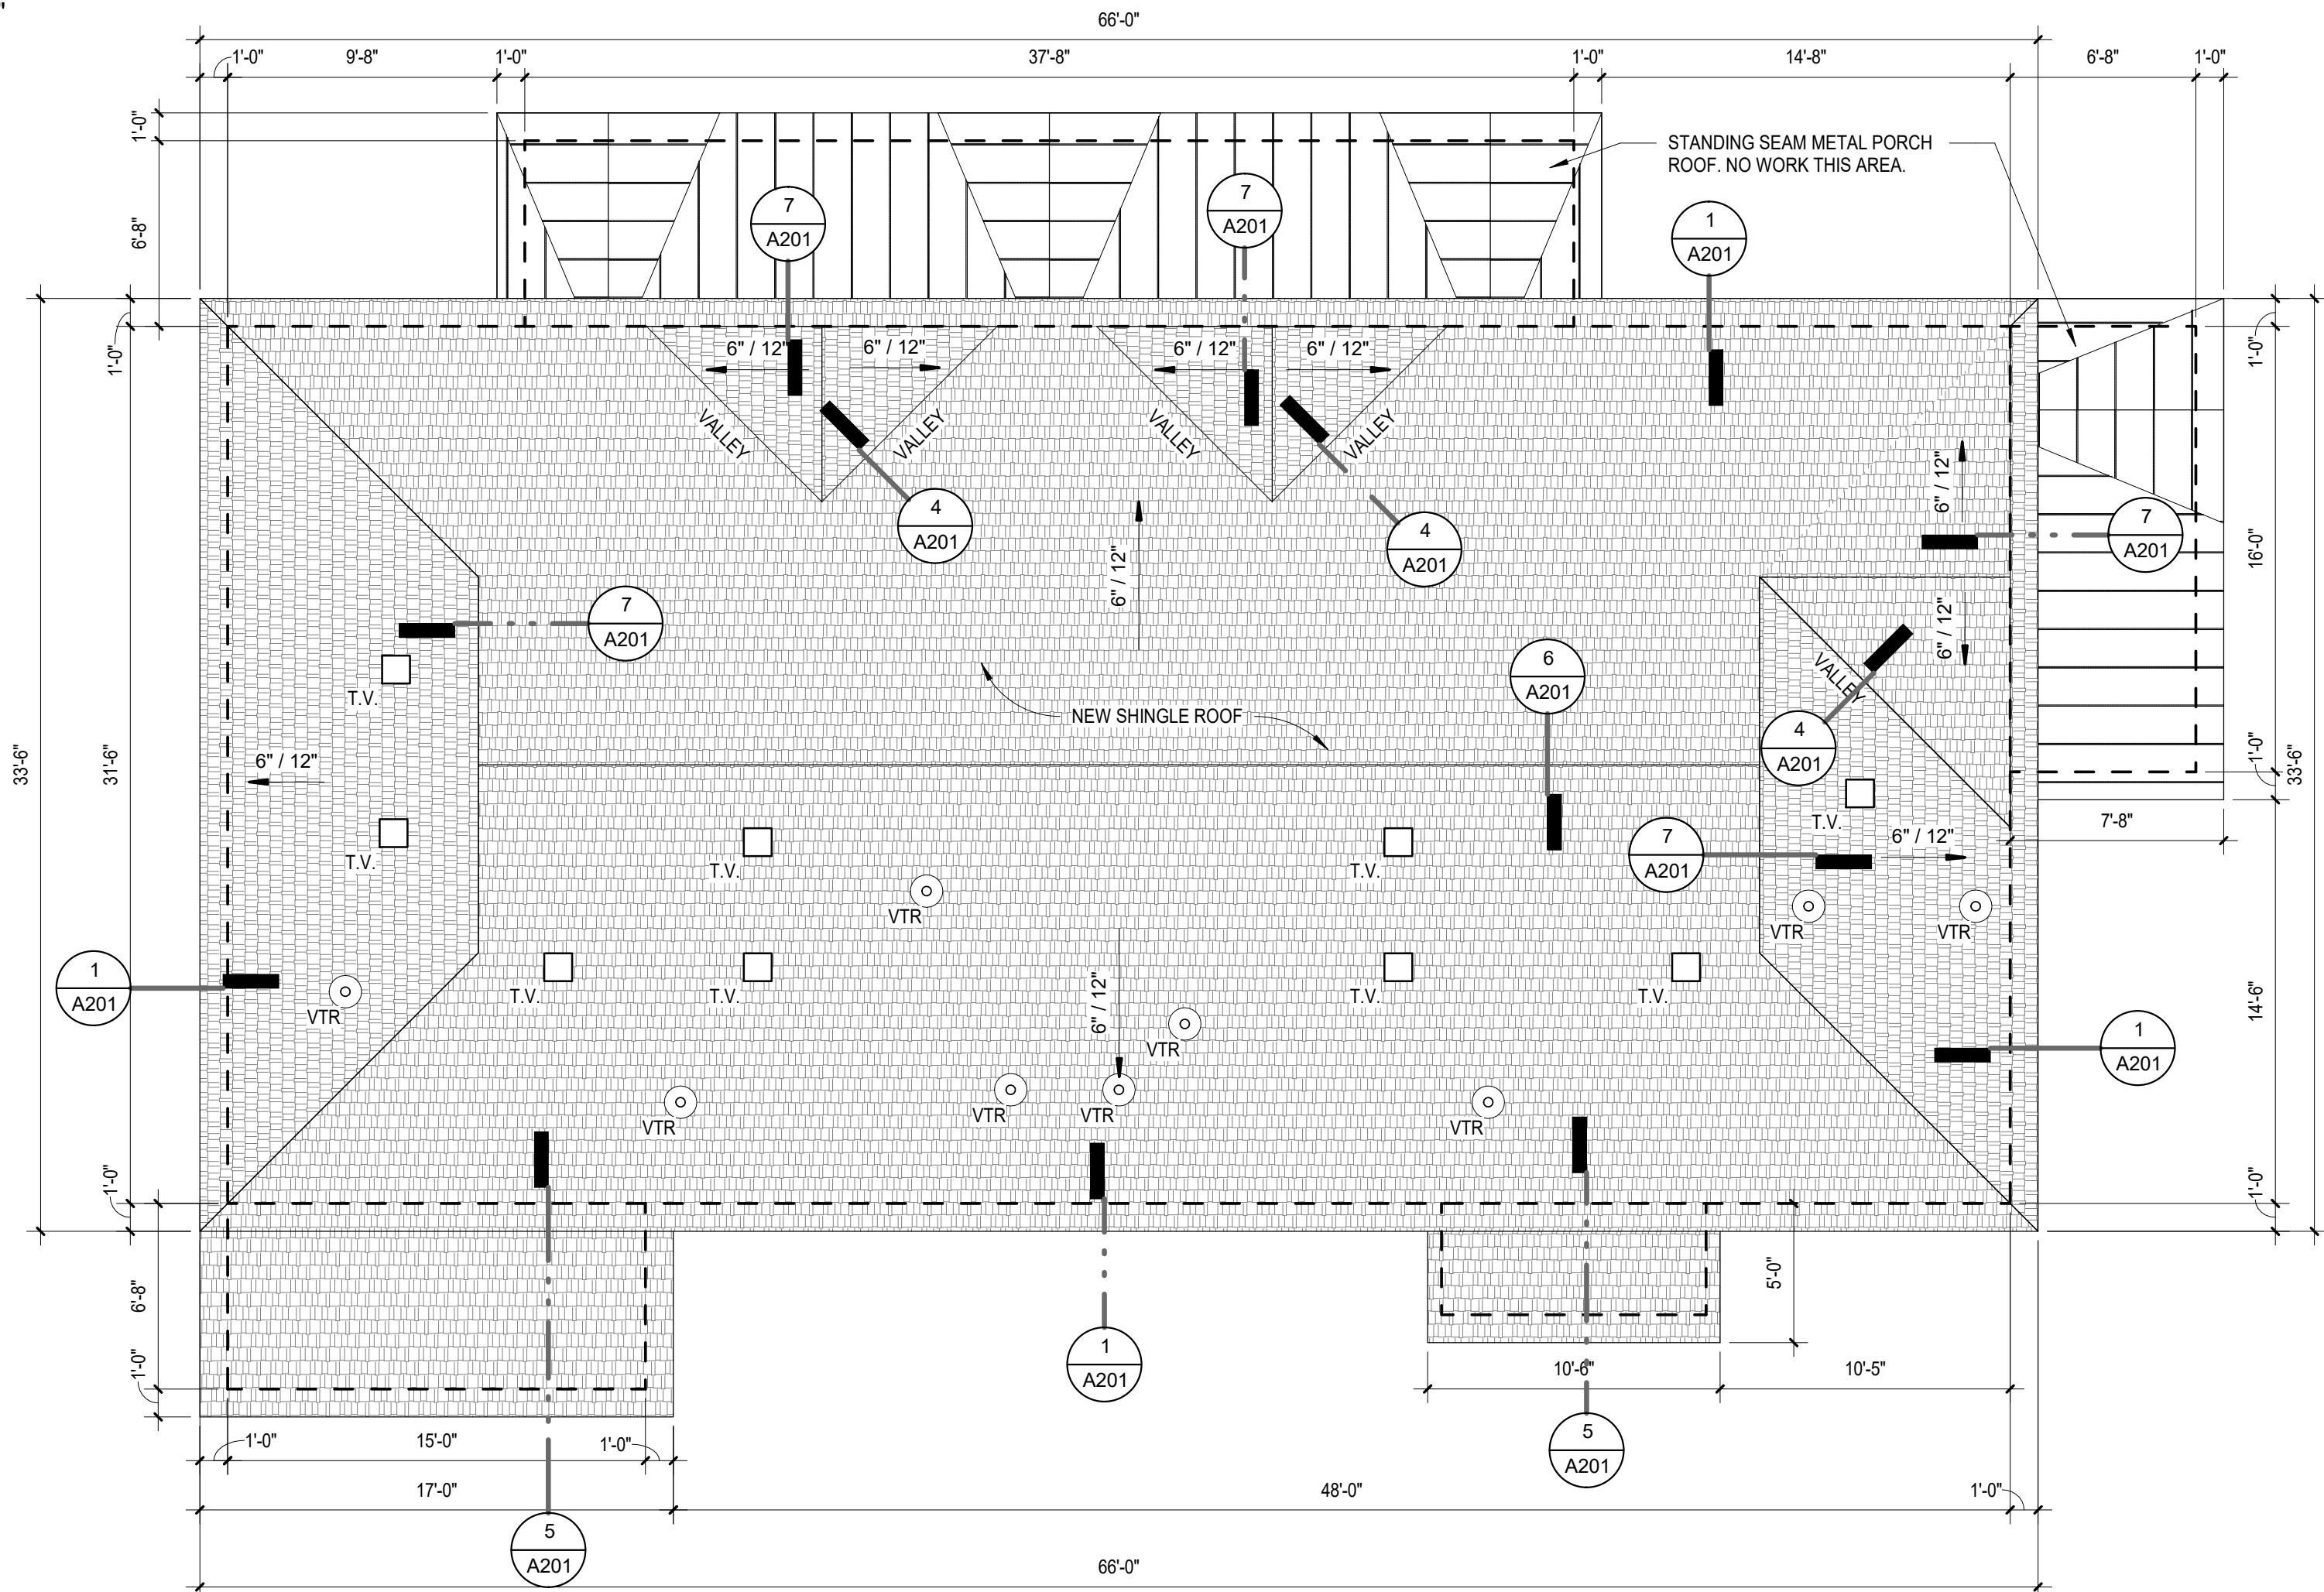 "
66'-0"
1'-0"
9'-8"
1'-0"
37'-8"
1'-0"
14'-8"
6'-8"
1'-0"
1'-0"
6'-8"
STANDING SEAM METAL PORCH
ROOF. NO WORK THIS AREA.
7
A201
7
A201
1
A201
1'-0"
1'-0"
6" / 12"
6" / 12"
6" / 12"
6" / 12"
VALLEY
VALLEY
VALLEY
VALLEY
6" / 12"
4
A201
4
A201
7
A201
16'-0"
6" / 12"
6" / 12"
7
A201
6
A201
VALLEY
T.V.
NEW SHINGLE ROOF
4
A201
33'-6"
31'-6"
6" / 12"
1'-0"
33'-6"
T.V.
T.V.
T.V.
T.V.
7
A201
6" / 12"
7'-8"
VTR
VTR
VTR
1
A201
VTR
T.V.
T.V.
6" / 12"
T.V.
T.V.
14'-6"
VTR
1
A201
VTR
VTR
VTR
VTR
1'-0"
1'-0"
6'-8"
5'-0"
1'-0"
1
A201
10'-6"
10'-5"
1'-0"
15'-0"
1'-0"
5
A201
17'-0"
48'-0"
1'-0"
5
A201
66'-0"